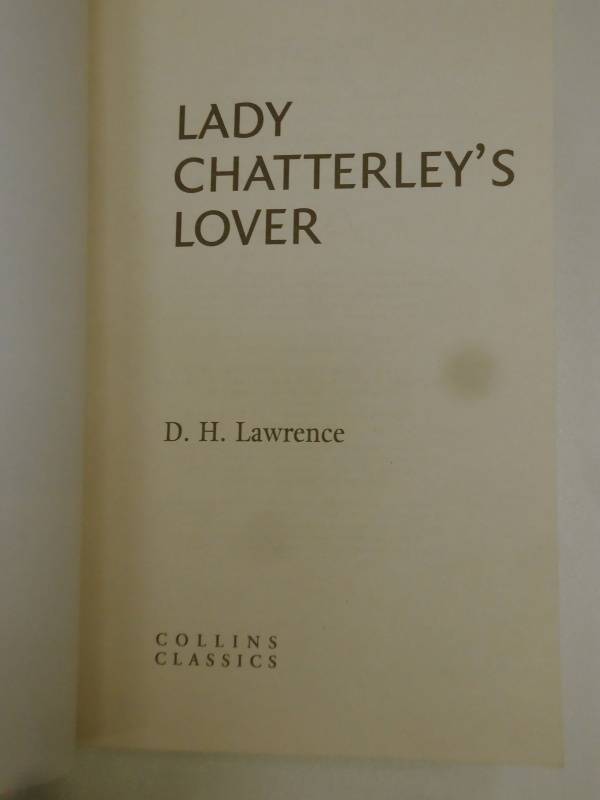 LADY
CHATTERLEY'S
LOVER
D. H. Lawrence
COLLINS
CLASSICS